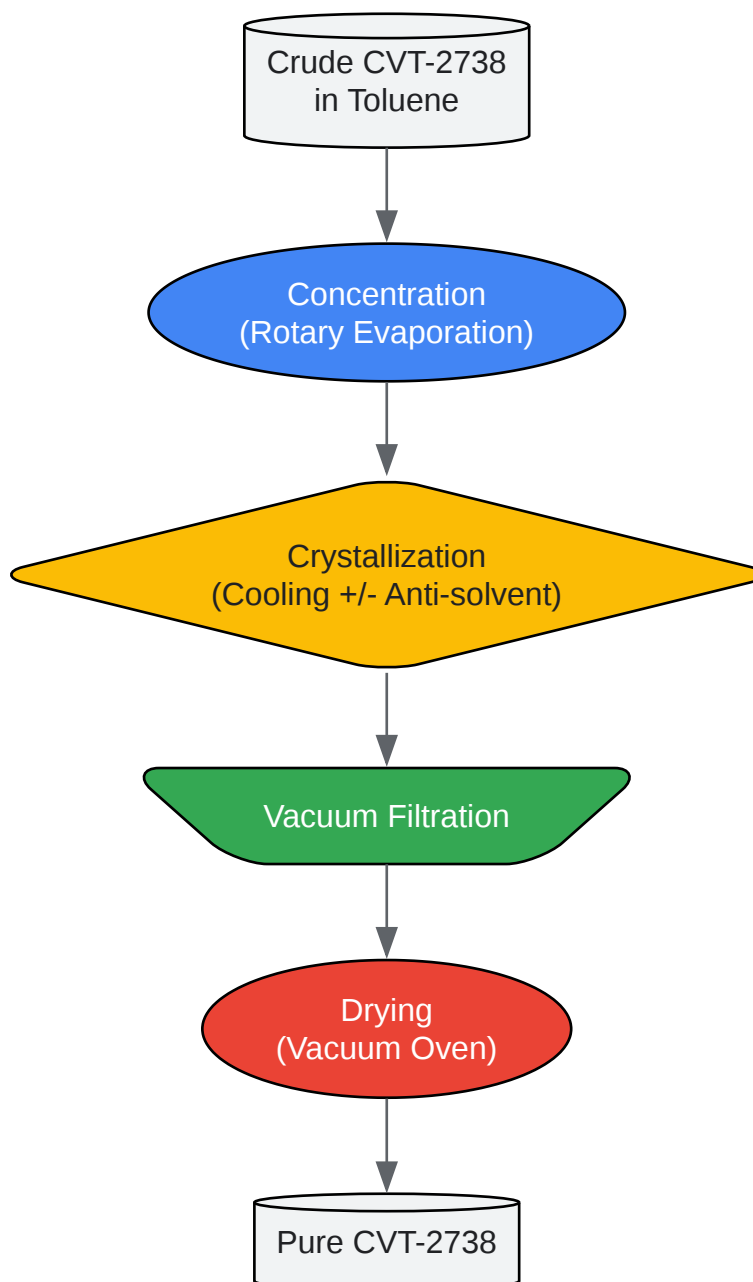 Crude CVT-2738
in Toluene
Concentration
(Rotary Evaporation)
Crystallization
(Cooling +/- Anti-solvent)
Vacuum Filtration
Drying
(Vacuum Oven)
Pure CVT-2738